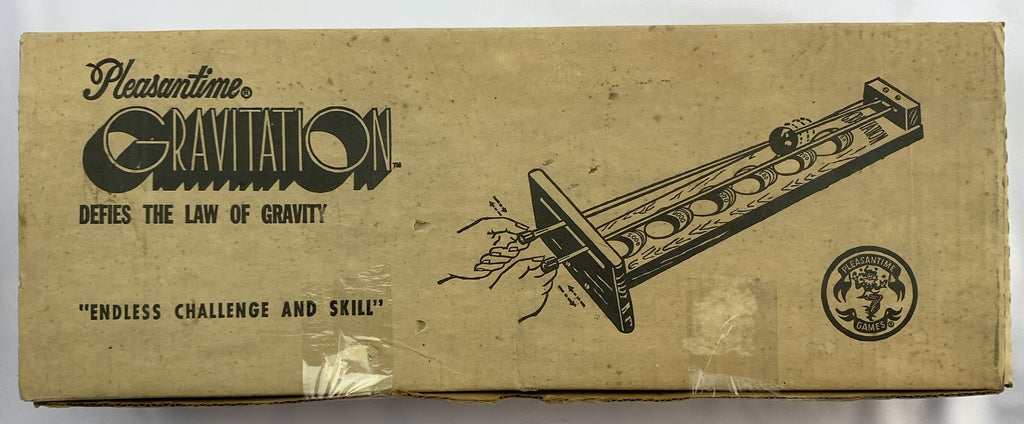 Pleasantime®
GRAVITATION™
DEFIES THE LAW OF GRAVITY
"ENDLESS CHALLENGE AND SKILL"
PLEASANTIME
GAMES®